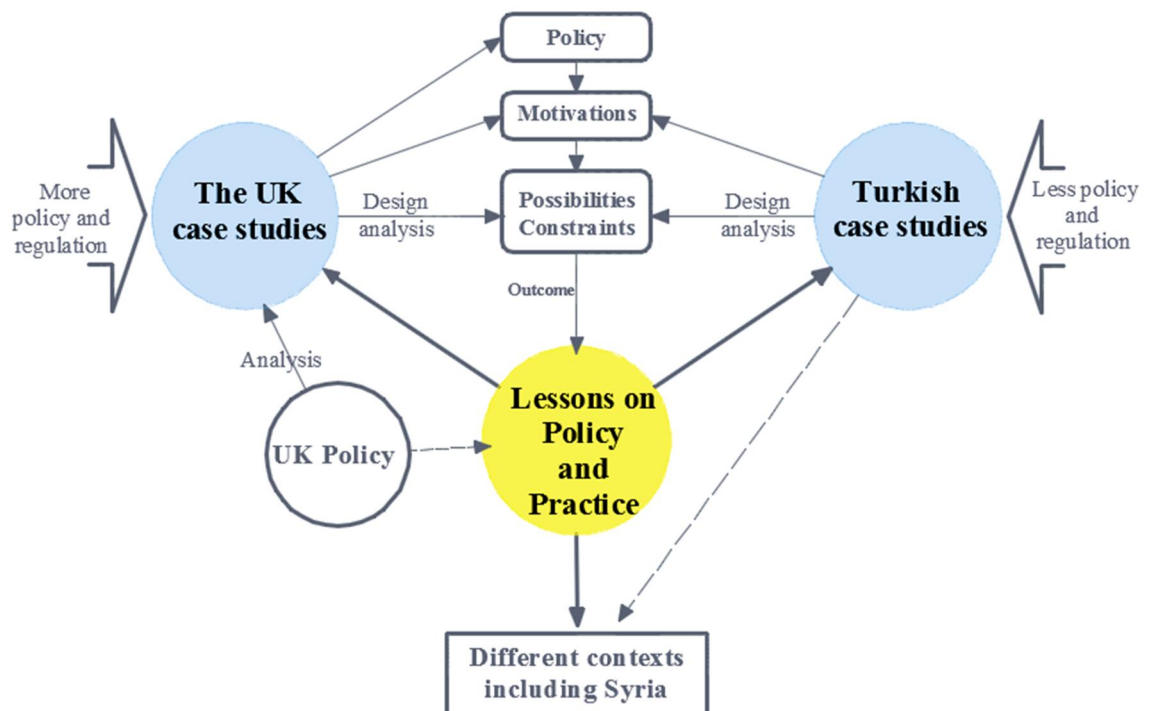 Policy
Motivations
Possibilities
Constraints
More
policy and
regulation
The UK
case studies
Design
analysis
Design
analysis
Turkish
case studies
Less policy
and
regulation
Outcome
Analysis
UK Policy
Lessons on
Policy
and
Practice
Different contexts
including Syria